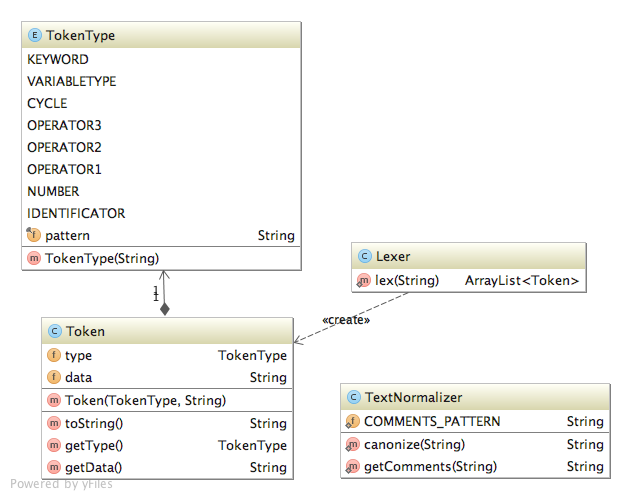 E TokenType
KEYWORD
VARIABLETYPE
CYCLE
OPERATOR3
OPERATOR2
OPERATOR1
NUMBER
IDENTIFICATOR
f pattern String
m TokenType(String)
1
1
C Token
f type TokenType
f data String
m Token(TokenType, String)
m toString() String
m getType() TokenType
m getData() String
C Lexer
m lex(String) ArrayList<Token>
«create»
C TextNormalizer
f COMMENTS_PATTERN String
m canonize(String) String
m getComments(String) String
Powered by yFiles